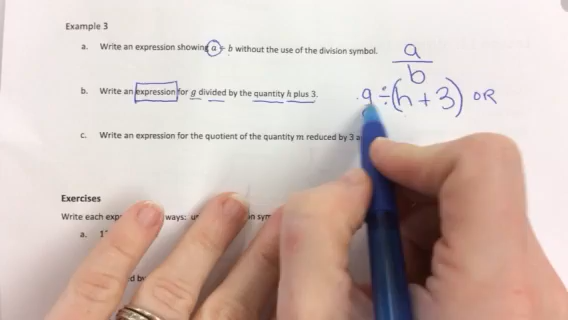 Example 3
a. Write an expression showing a ÷ b without the use of the division symbol.
a
b
b. Write an expression for g divided by the quantity h plus 3.
g ÷ (h + 3) OR
c. Write an expression for the quotient of the quantity m reduced by 3
Exercises
Write each ways:
a.